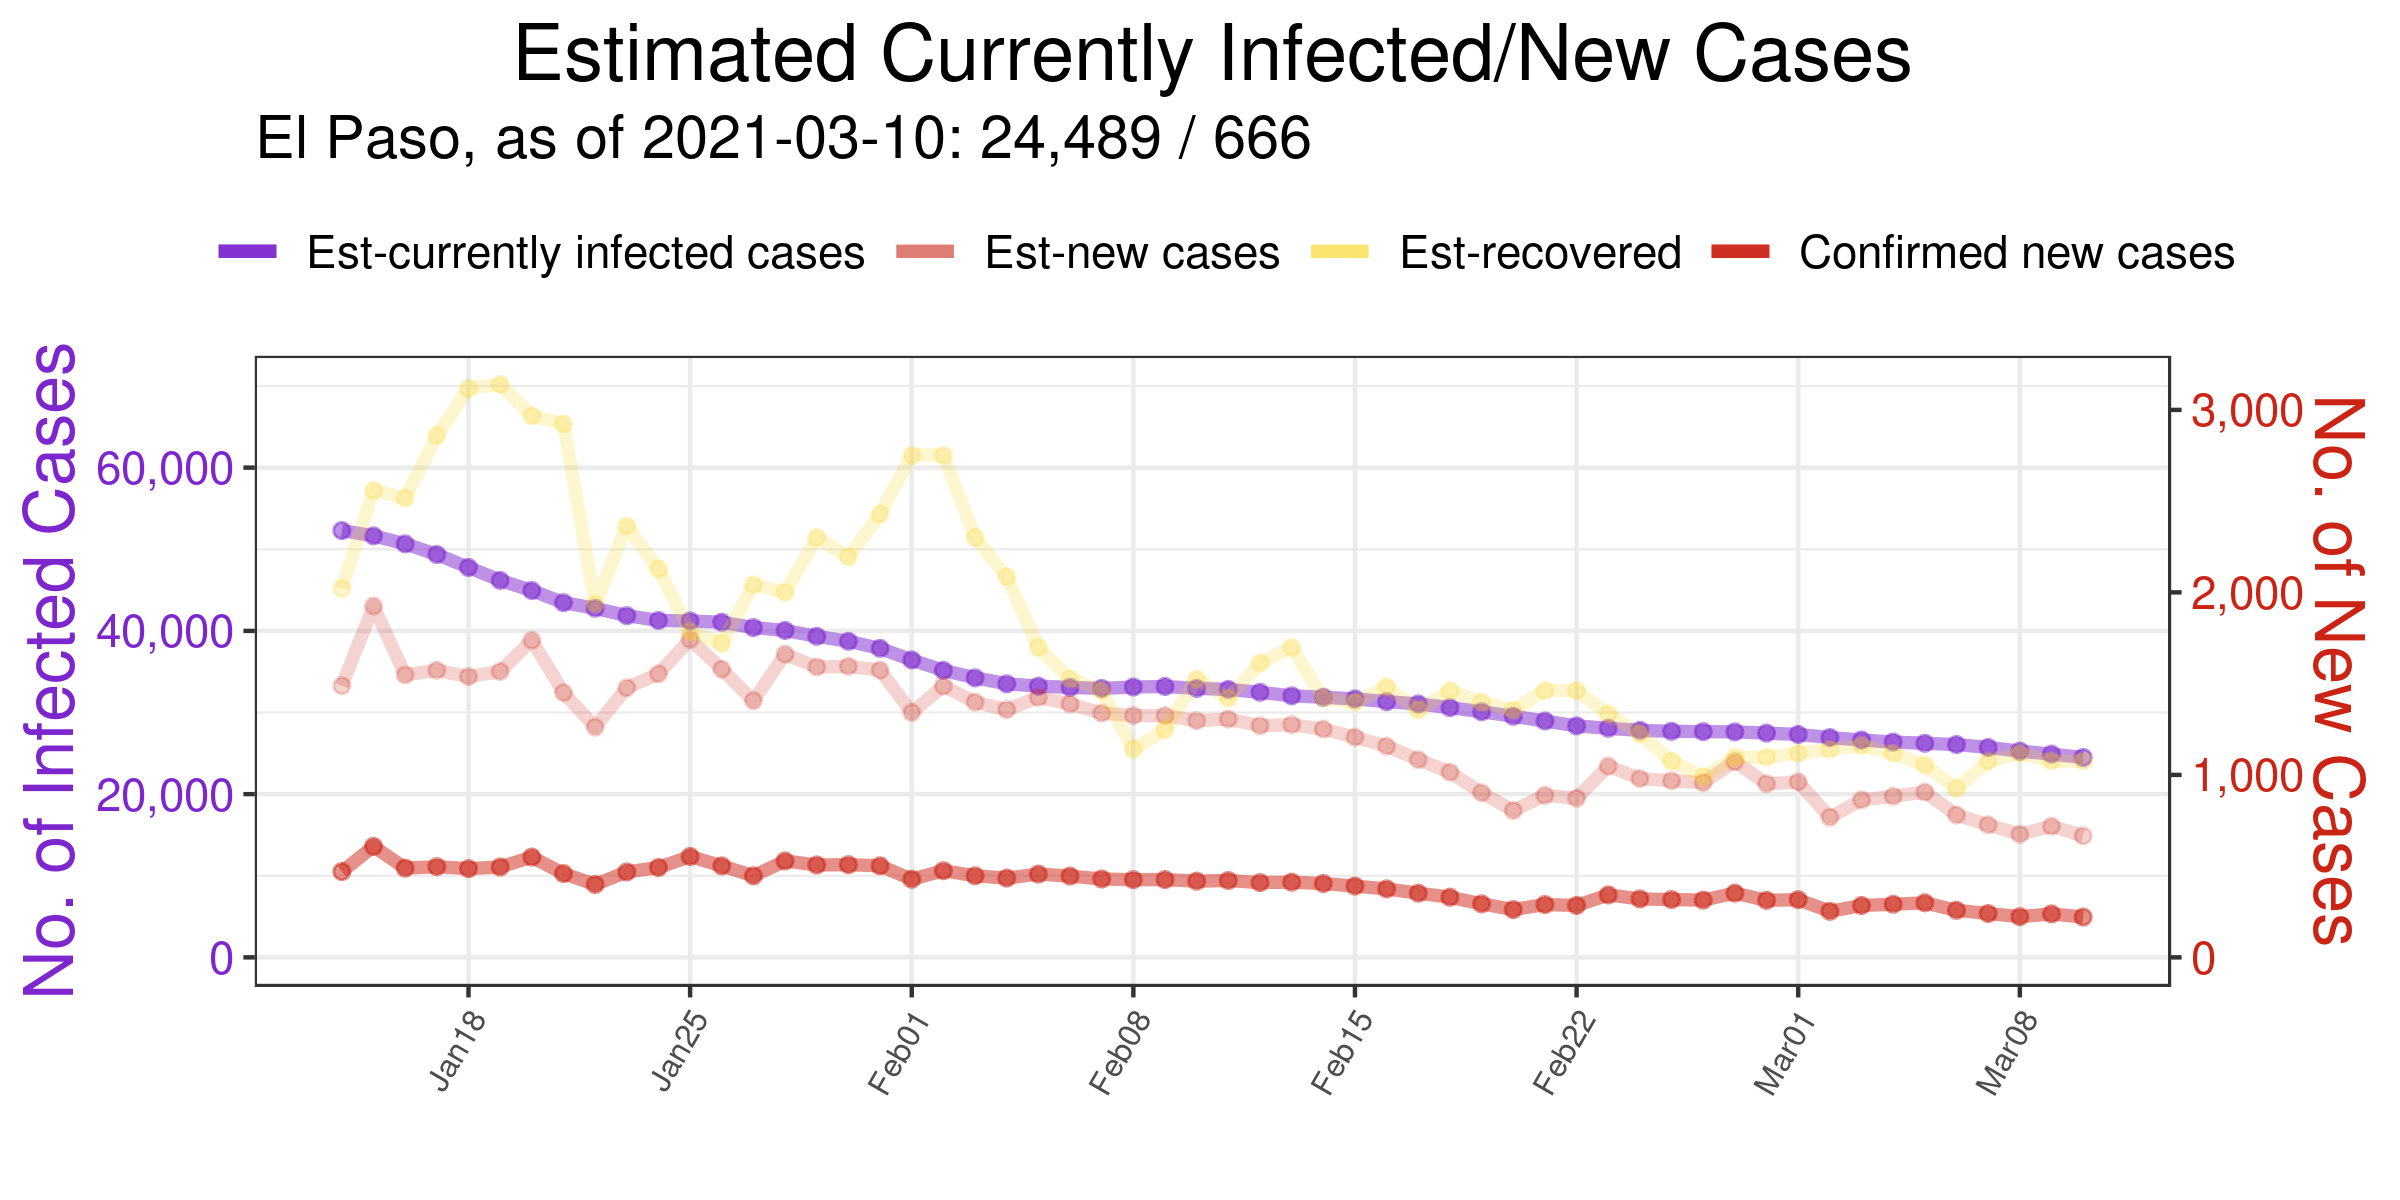 Estimated Currently Infected/New Cases
El Paso, as of 2021-03-10: 24,489 / 666
Est-currently infected cases Est-new cases Est-recovered Confirmed new cases
No. of Infected Cases
60,000
40,000
20,000
0
3,000
2,000
1,000
0
No. of New Cases
Jan18 Jan25 Feb01 Feb08 Feb15 Feb22 Mar01 Mar08